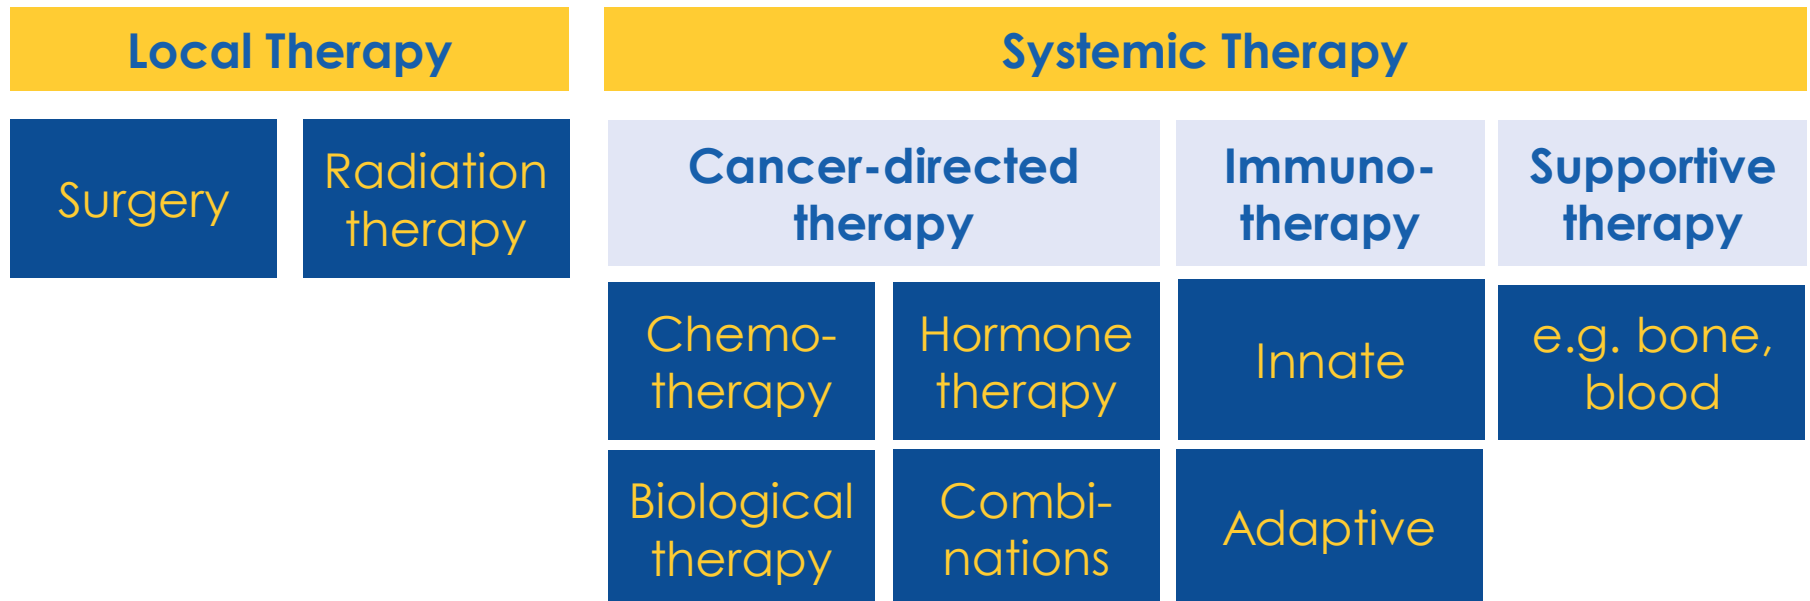 Local Therapy
Systemic Therapy
Surgery
Radiation
therapy
Cancer-directed
therapy
Immuno-
therapy
Supportive
therapy
Chemo-
therapy
Hormone
therapy
Innate
e.g. bone,
blood
Biological
therapy
Combi-
nations
Adaptive